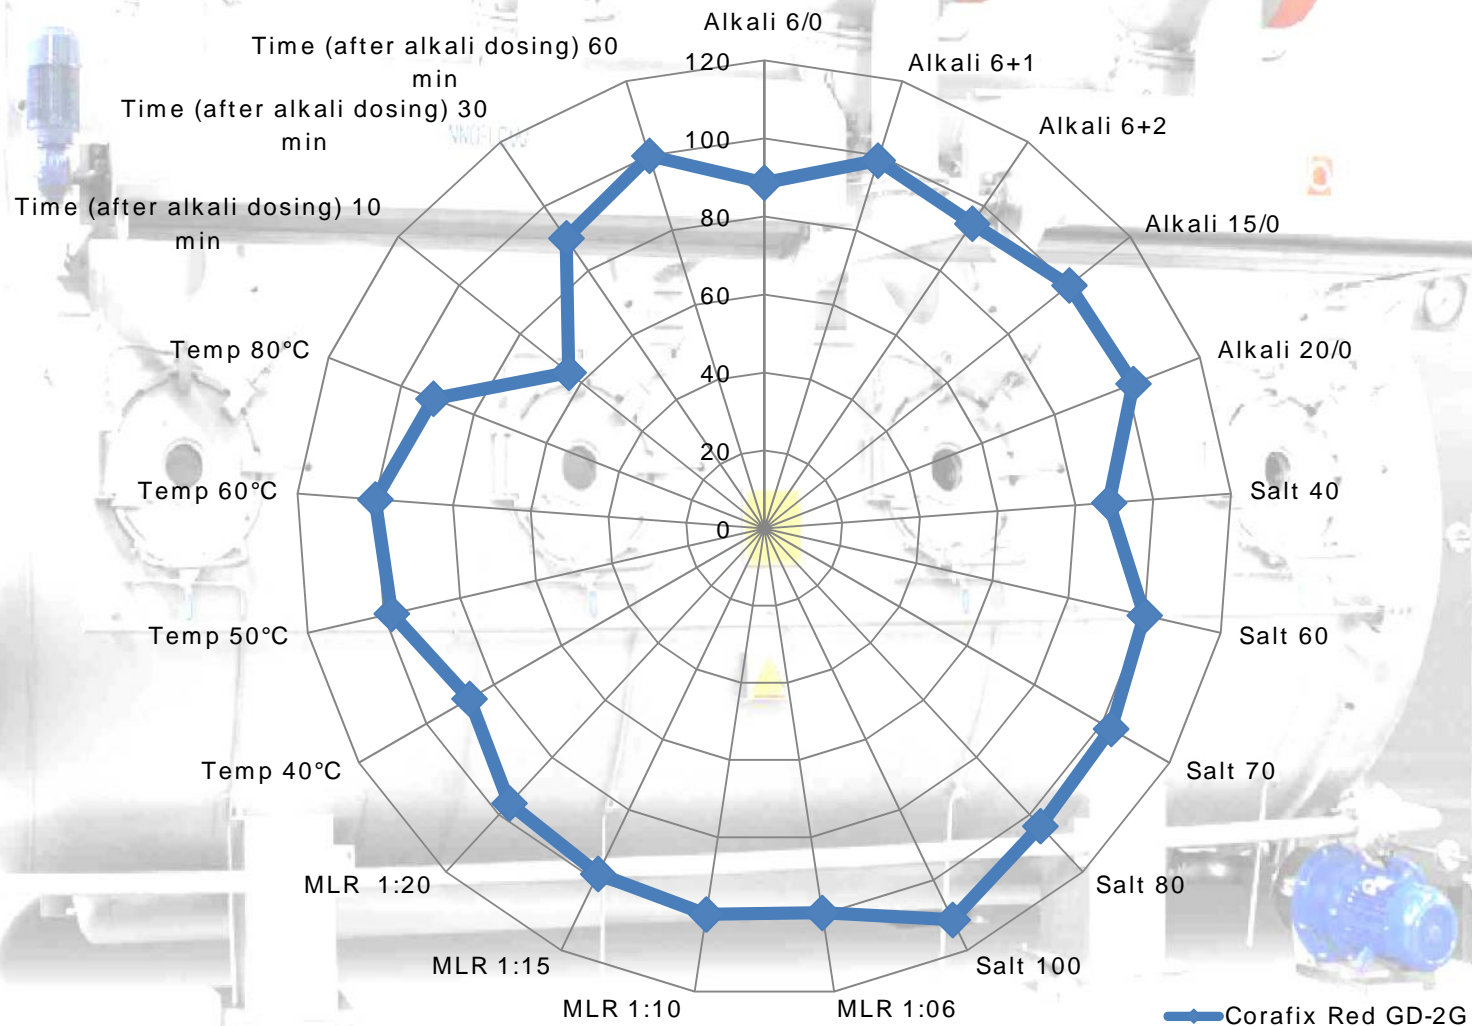 Alkali 6/0
Time (after alkali dosing) 60
min
120
Alkali 6+1
Time (after alkali dosing) 30
min
100
Alkali 6+2
Time (after alkali dosing) 10
min
80
Alkali 15/0
60
Temp 80°C
40
Alkali 20/0
20
Temp 60°C
0
Salt 40
Temp 50°C
Salt 60
Temp 40°C
Salt 70
MLR  1:20
Salt 80
MLR 1:15
Salt 100
MLR 1:10
MLR 1:06
Corafix Red GD-2G